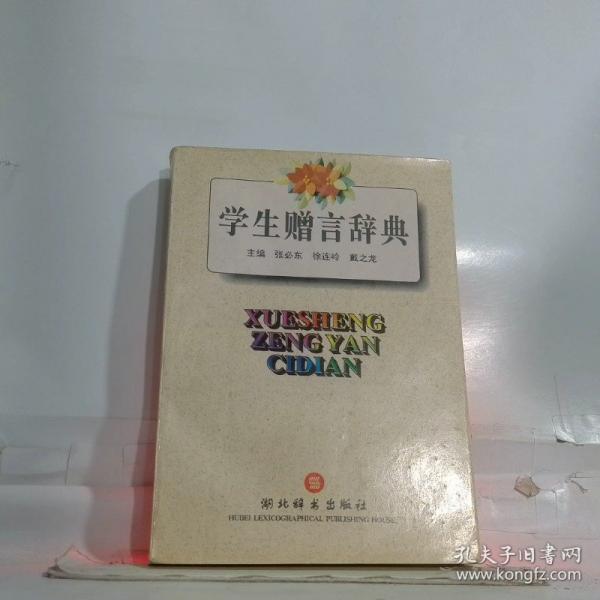 学生赠言辞典
主编 张必东 徐连岭 戴之龙
XUESHENG
ZENG YAN
CIDIAN
湖北辞书出版社
HUBEI LEXICOGRAPHICAL PUBLISHING HOUSE
孔夫子旧书网
www.kongfz.com